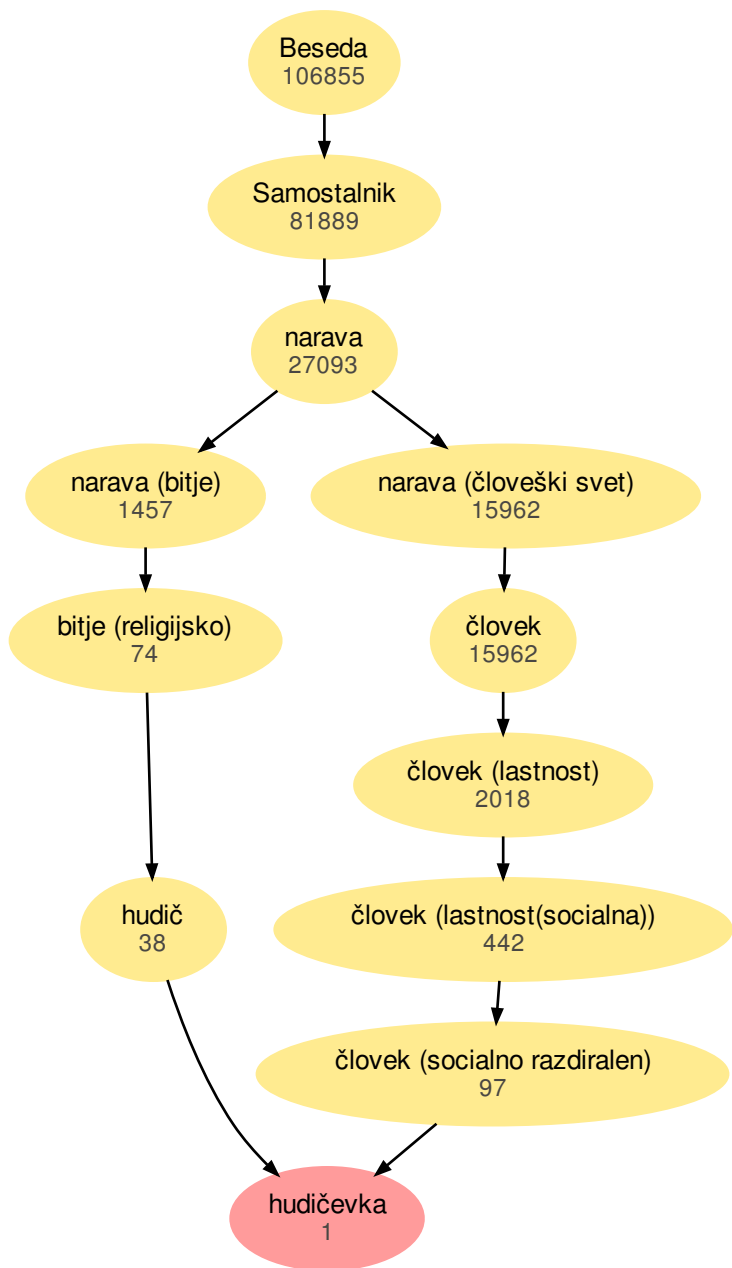 Beseda
106855
Samostalnik
81889
narava
27093
narava (bitje)
1457
narava (človeški svet)
15962
bitje (religijsko)
74
človek
15962
človek (lastnost)
2018
hudič
38
človek (lastnost(socialna))
442
človek (socialno razdiralen)
97
hudičevka
1